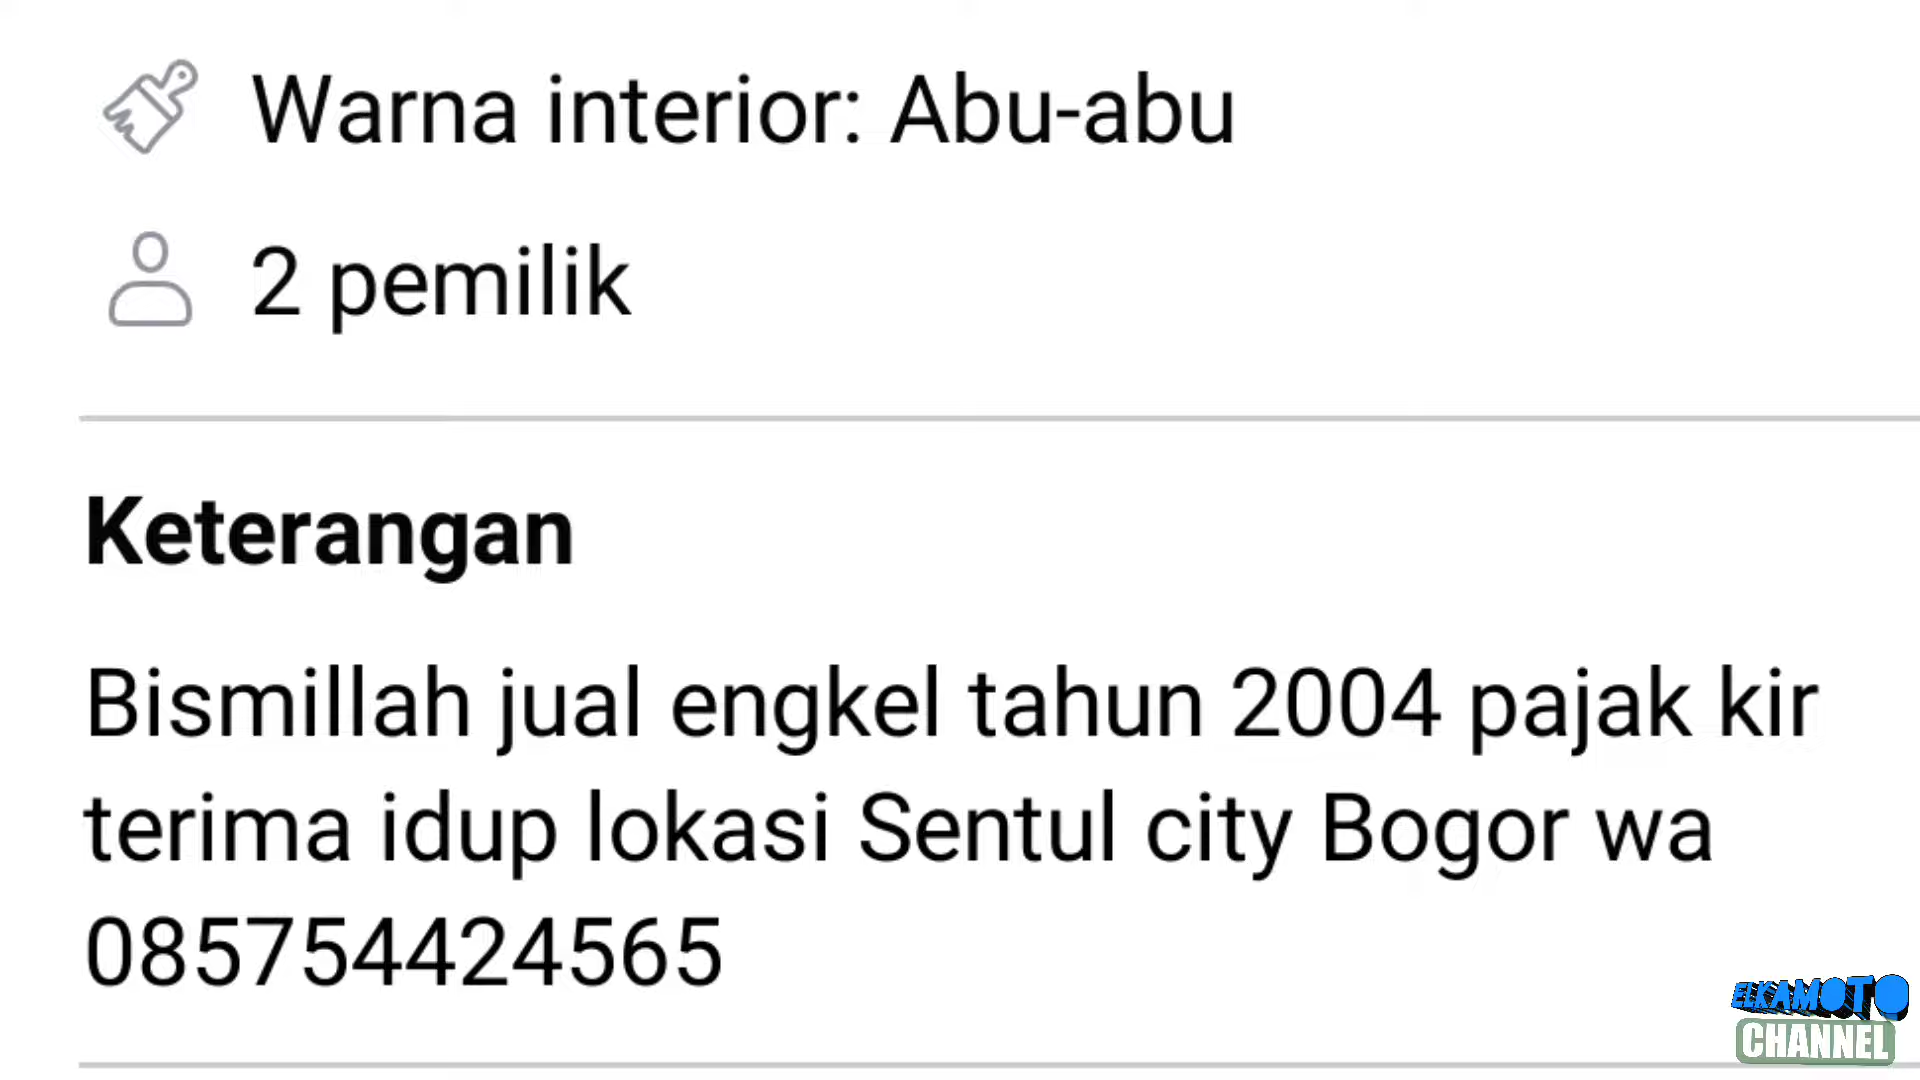 Warna interior: Abu-abu
2 pemilik
Keterangan
Bismillah jual engkel tahun 2004 pajak kir
terima idup lokasi Sentul city Bogor wa
085754424565
ELKAMOTO
CHANNEL